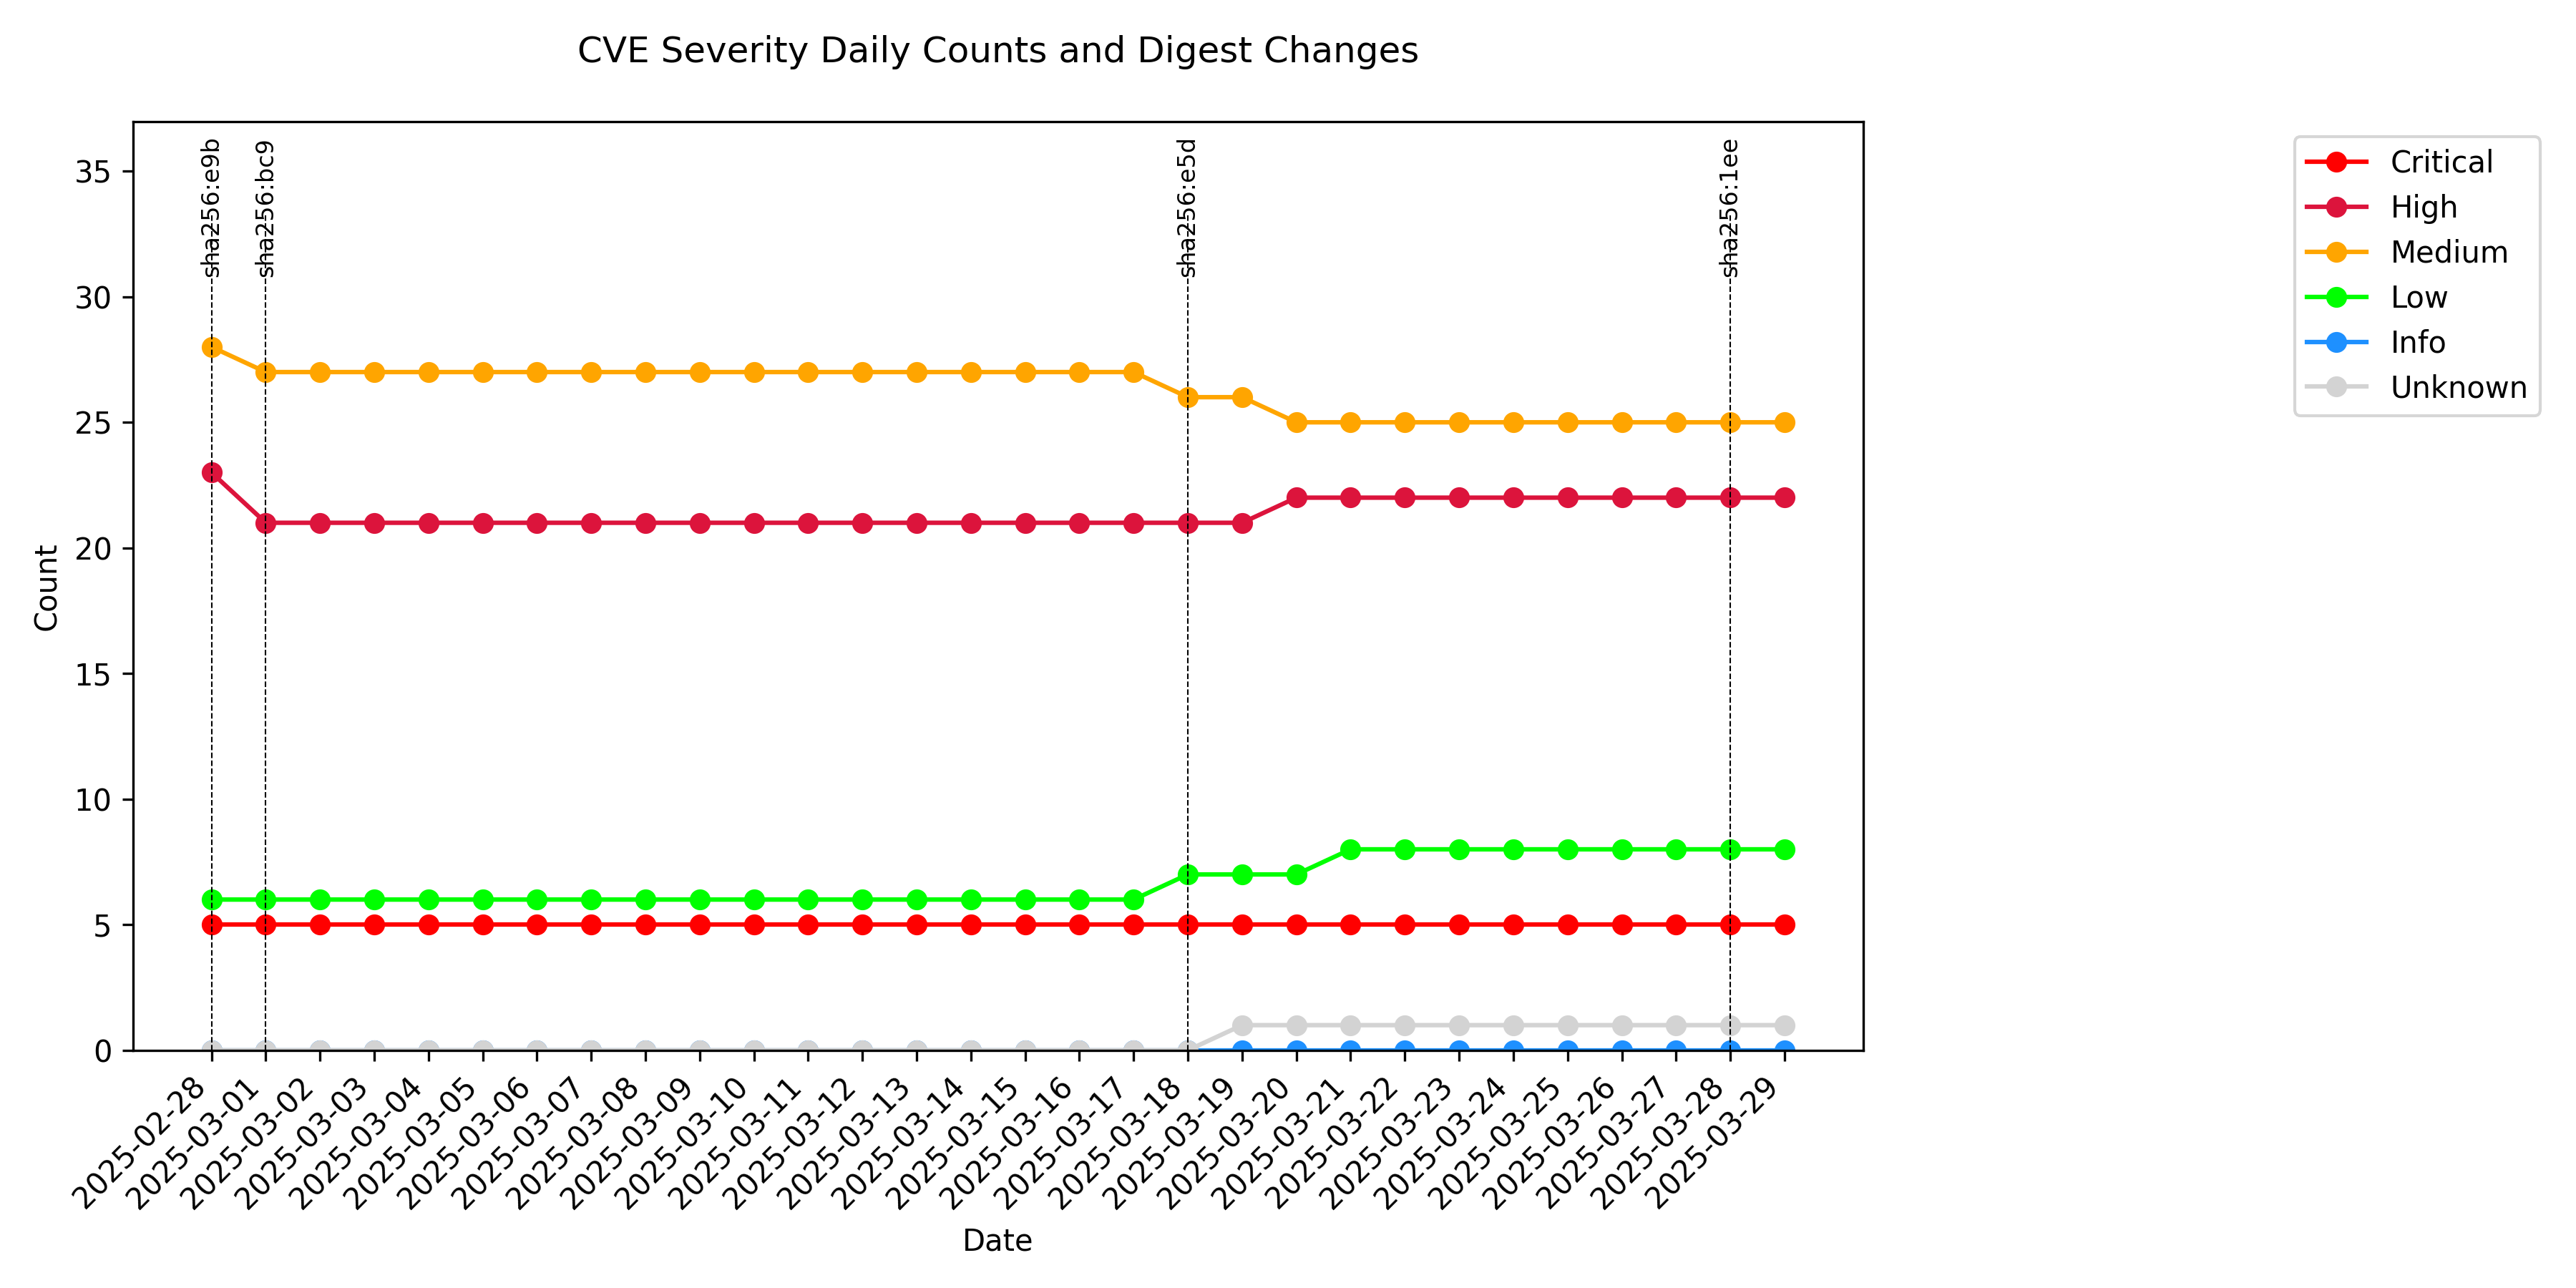 CVE Severity Daily Counts and Digest Changes
sha256:e9b
sha256:bc9
sha256:e5d
sha256:1ee
35
30
25
20
15
10
5
0
Count
2025-02-28
2025-03-01
2025-03-02
2025-03-03
2025-03-04
2025-03-05
2025-03-06
2025-03-07
2025-03-08
2025-03-09
2025-03-10
2025-03-11
2025-03-12
2025-03-13
2025-03-14
2025-03-15
2025-03-16
2025-03-17
2025-03-18
2025-03-19
2025-03-20
2025-03-21
2025-03-22
2025-03-23
2025-03-24
2025-03-25
2025-03-26
2025-03-27
2025-03-28
2025-03-29
Date
Critical
High
Medium
Low
Info
Unknown